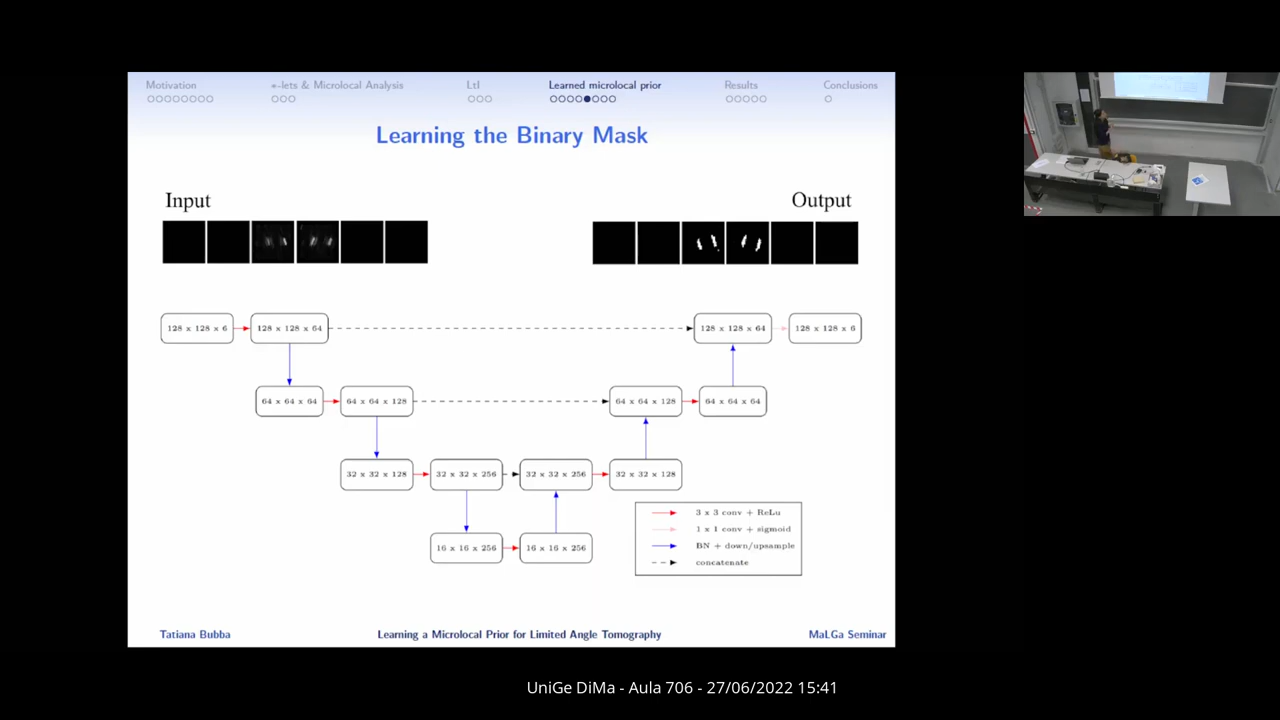 Motivation *-lets & Microlocal Analysis LtI Learned microlocal prior Results Conclusions
Learning the Binary Mask
Input Output
128 x 128 x 6 128 x 128 x 64 128 x 128 x 64 128 x 128 x 6
64 x 64 x 64 64 x 64 x 128 64 x 64 x 128 64 x 64 x 64
32 x 32 x 128 32 x 32 x 256 32 x 32 x 256 32 x 32 x 128
3 x 3 conv + ReLu
1 x 1 conv + sigmoid
16 x 16 x 256 16 x 16 x 256 BN + down/upsample
concatenate
Tatiana Bubba Learning a Microlocal Prior for Limited Angle Tomography MaLGa Seminar
UniGe DiMa - Aula 706 - 27/06/2022 15:41